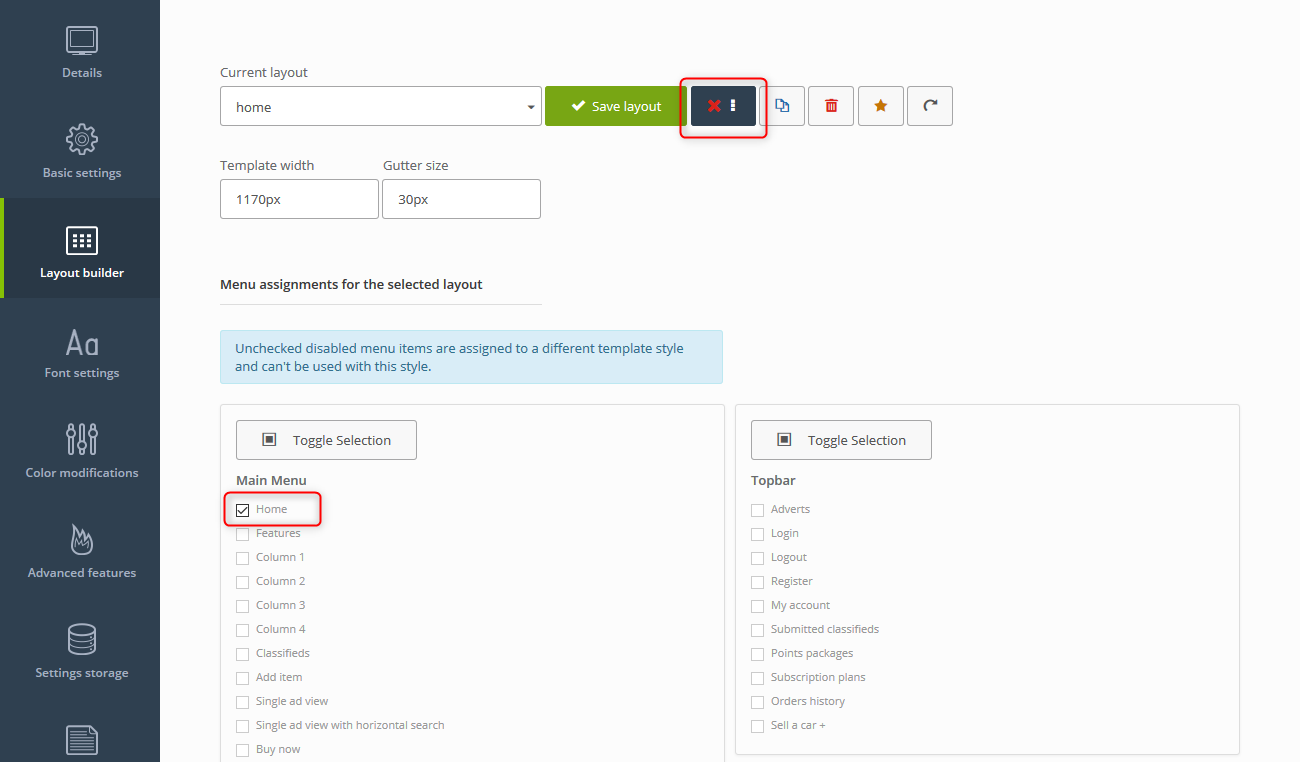 Details
Basic settings
Layout builder
Aa
Font settings
Color modifications
Advanced features
Settings storage
Current layout
home
Save layout
Template width
Gutter size
1170px
30px
Menu assignments for the selected layout
Unchecked disabled menu items are assigned to a different template style
and can't be used with this style.
Toggle Selection
Main Menu
Home
Features
Column 1
Column 2
Column 3
Column 4
Classifieds
Add item
Single ad view
Single ad view with horizontal search
Buy now
Toggle Selection
Topbar
Adverts
Login
Logout
Register
My account
Submitted classifieds
Points packages
Subscription plans
Orders history
Sell a car +